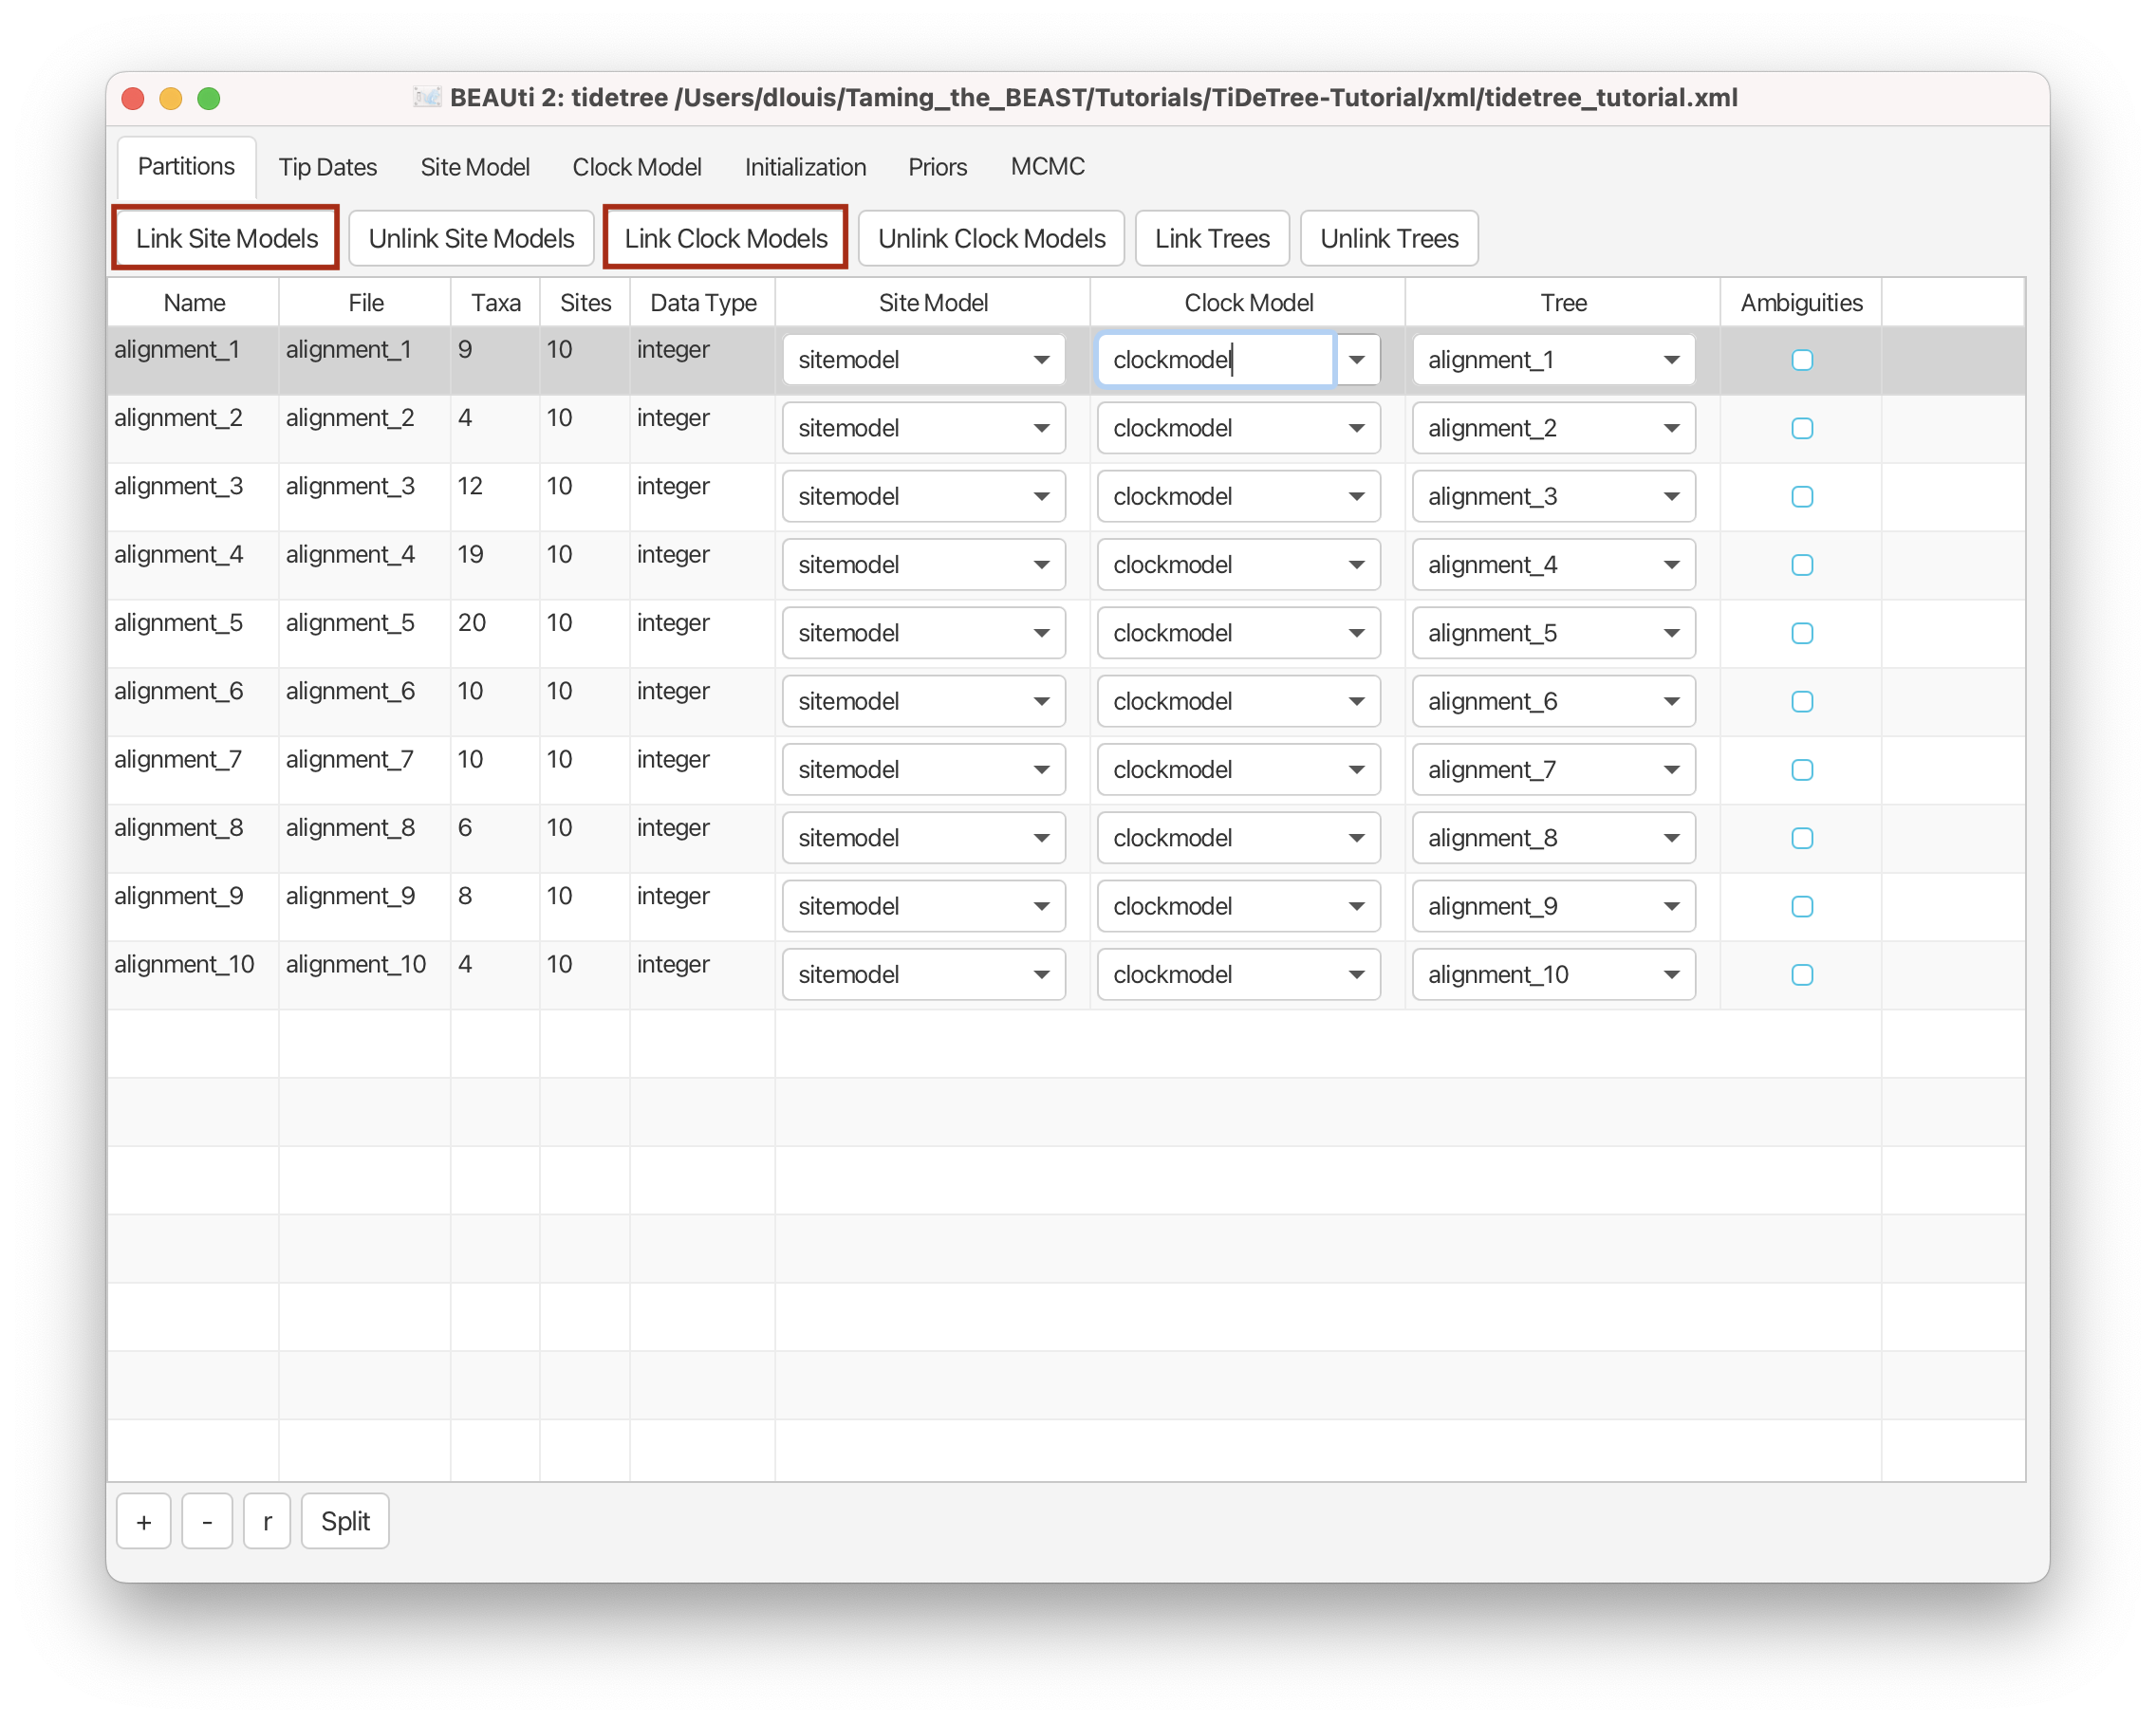 BEAUti 2: tidetree /Users/dlouis/Taming_the_BEAST/Tutorials/TiDeTree-Tutorial/xml/tidetree_tutorial.xml
Partitions Tip Dates Site Model Clock Model Initialization Priors MCMC
Link Site Models Unlink Site Models Link Clock Models Unlink Clock Models Link Trees Unlink Trees
Name File Taxa Sites Data Type Site Model Clock Model Tree Ambiguities
alignment_1 alignment_1 9 10 integer sitemodel clockmodel alignment_1
alignment_2 alignment_2 4 10 integer sitemodel clockmodel alignment_2
alignment_3 alignment_3 12 10 integer sitemodel clockmodel alignment_3
alignment_4 alignment_4 19 10 integer sitemodel clockmodel alignment_4
alignment_5 alignment_5 20 10 integer sitemodel clockmodel alignment_5
alignment_6 alignment_6 10 10 integer sitemodel clockmodel alignment_6
alignment_7 alignment_7 10 10 integer sitemodel clockmodel alignment_7
alignment_8 alignment_8 6 10 integer sitemodel clockmodel alignment_8
alignment_9 alignment_9 8 10 integer sitemodel clockmodel alignment_9
alignment_10 alignment_10 4 10 integer sitemodel clockmodel alignment_10
+ - r Split